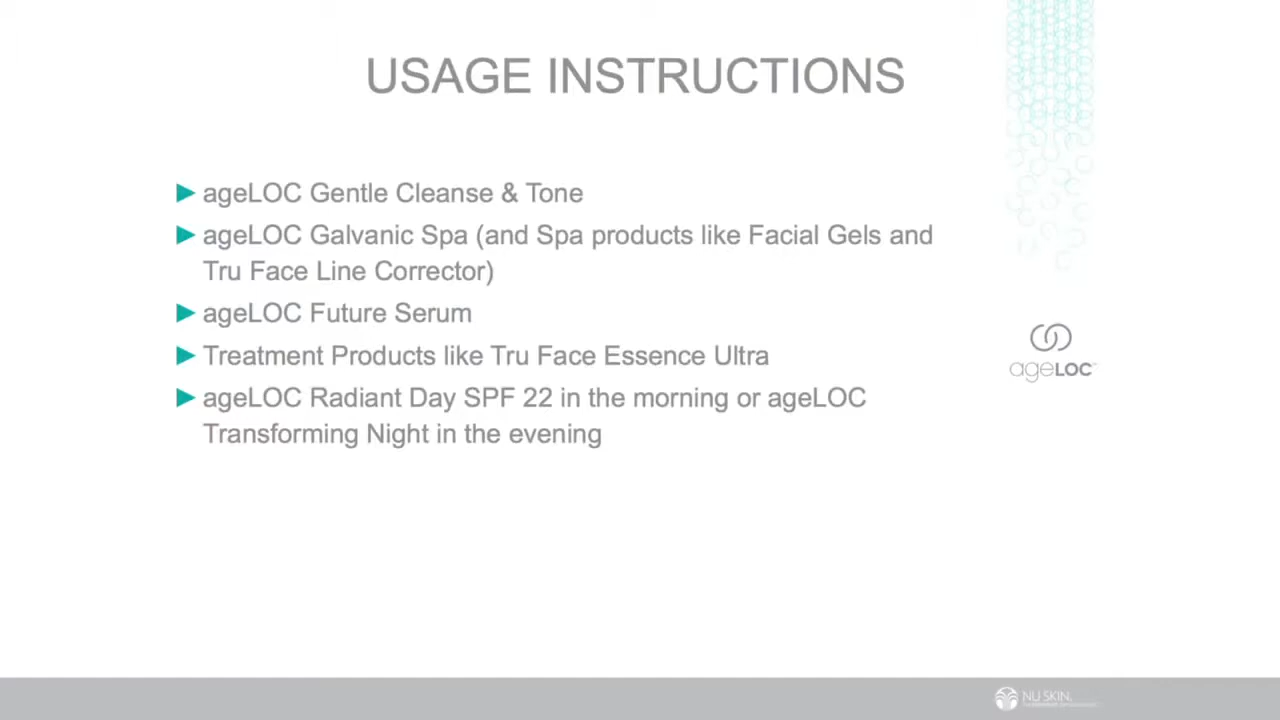 USAGE INSTRUCTIONS
ageLOC Gentle Cleanse & Tone
ageLOC Galvanic Spa (and Spa products like Facial Gels and
Tru Face Line Corrector)
ageLOC Future Serum
Treatment Products like Tru Face Essence Ultra
ageLOC Radiant Day SPF 22 in the morning or ageLOC
Transforming Night in the evening
ageLOC
NU SKIN